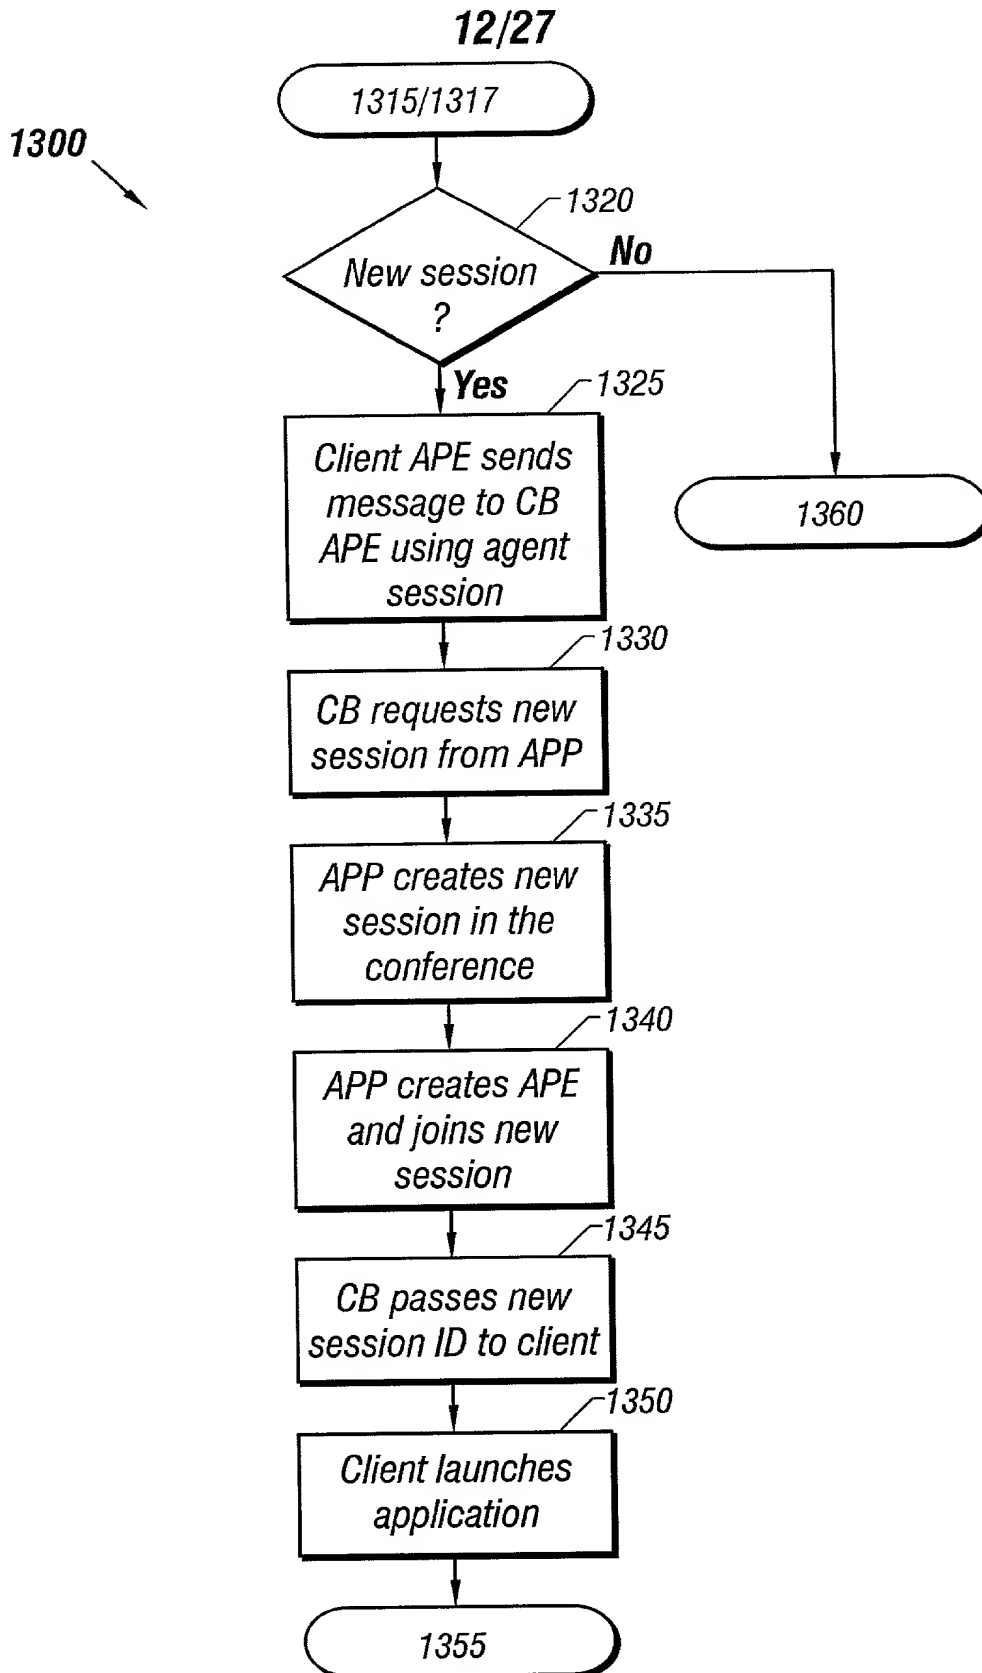 12/27
1315/1317
1300
1320
New session
?
No
Yes
1325
Client APE sends
message to CB
APE using agent
session
1360
1330
CB requests new
session from APP
1335
APP creates new
session in the
conference
1340
APP creates APE
and joins new
session
1345
CB passes new
session ID to client
1350
Client launches
application
1355